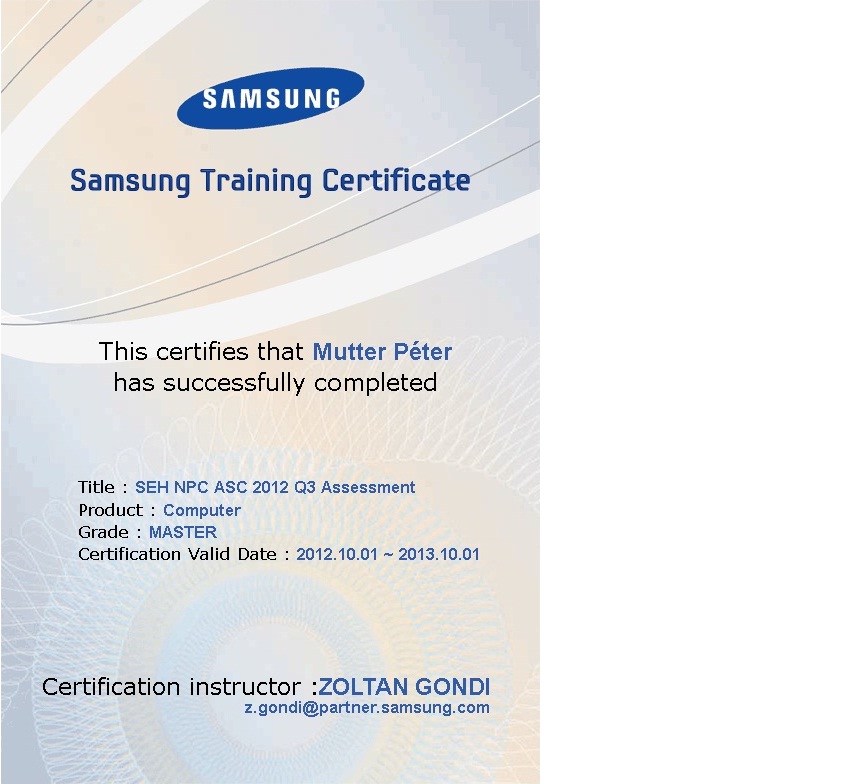 SAMSUNG
Samsung Training Certificate
This certifies that Mutter Péter
has successfully completed
Title : SEH NPC ASC 2012 Q3 Assessment
Product : Computer
Grade : MASTER
Certification Valid Date : 2012.10.01 ~ 2013.10.01
Certification instructor :ZOLTAN GONDI
z.gondi@partner.samsung.com